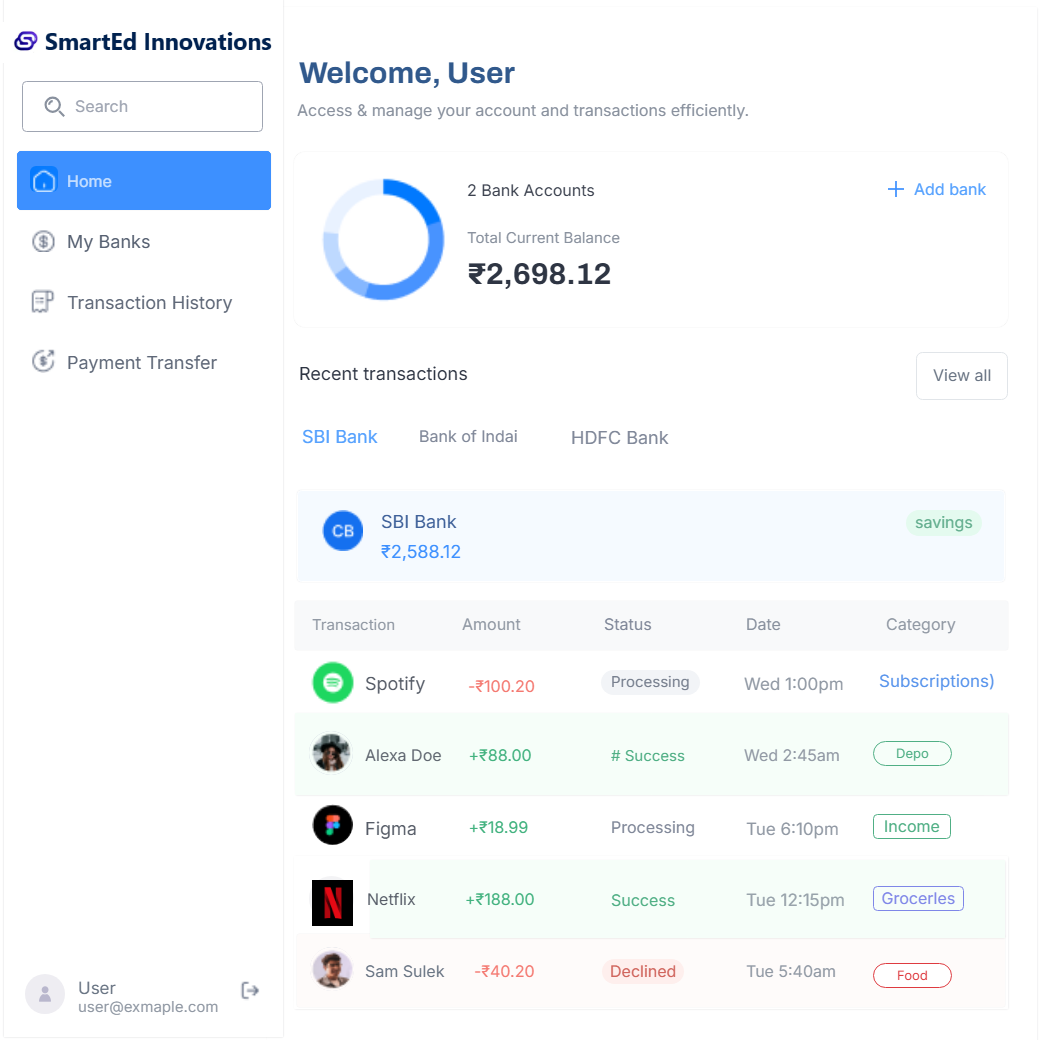 SmartEd Innovations
Search
Home
My Banks
Transaction History
Payment Transfer
User
user@exmaple.com
Welcome, User
Access & manage your account and transactions efficiently.
2 Bank Accounts
Add bank
Total Current Balance
₹2,698.12
Recent transactions
View all
SBI Bank Bank of Indai HDFC Bank
CB
SBI Bank
savings
₹2,588.12
Transaction Amount Status Date Category
Spotify -₹100.20 Processing Wed 1:00pm Subscriptions)
Alexa Doe +₹88.00 # Success Wed 2:45am Depo
Figma +₹18.99 Processing Tue 6:10pm Income
N Netflix +₹188.00 Success Tue 12:15pm Grocerles
Sam Sulek -₹40.20 Declined Tue 5:40am Food